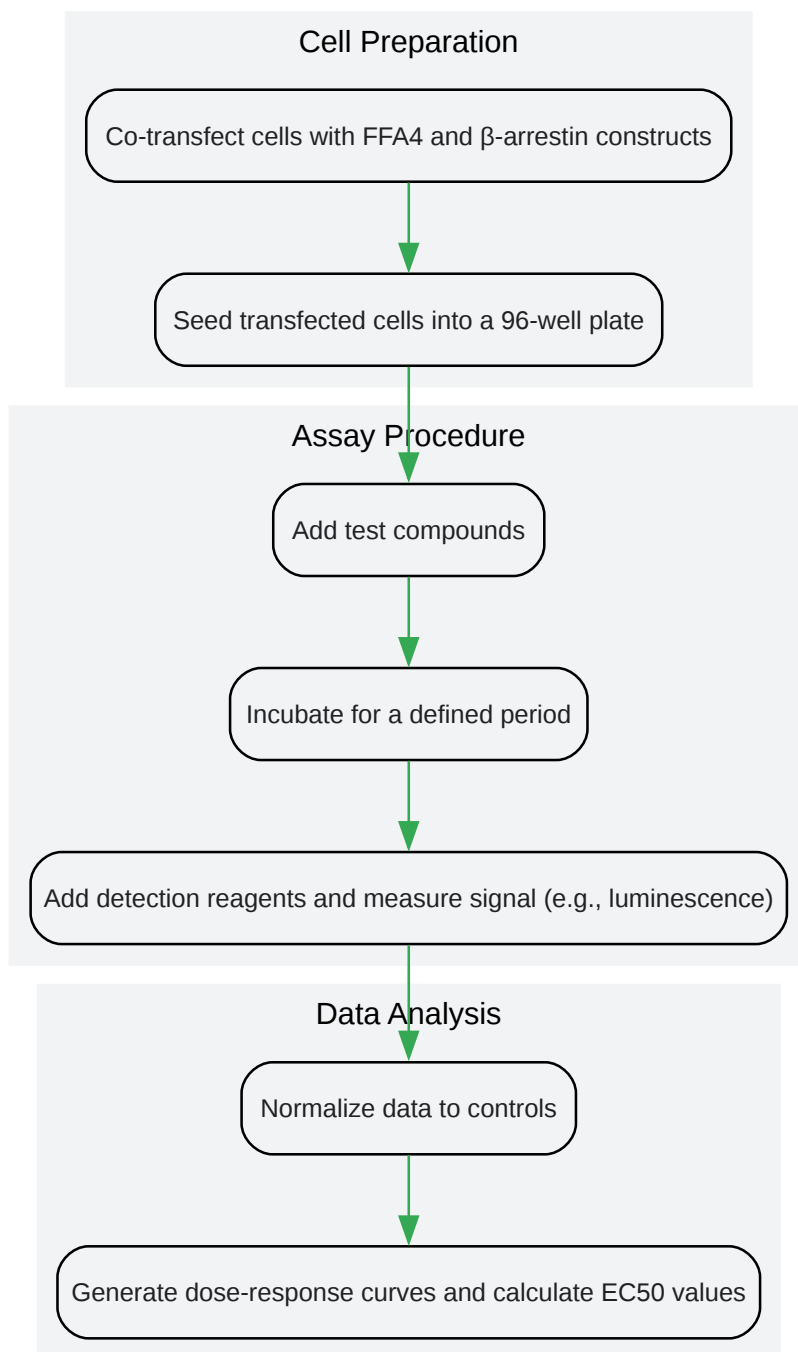 Cell Preparation
Co-transfect cells with FFA4 and β-arrestin constructs
Seed transfected cells into a 96-well plate
Assay Procedure
Add test compounds
Incubate for a defined period
Add detection reagents and measure signal (e.g., luminescence)
Data Analysis
Normalize data to controls
Generate dose-response curves and calculate EC50 values